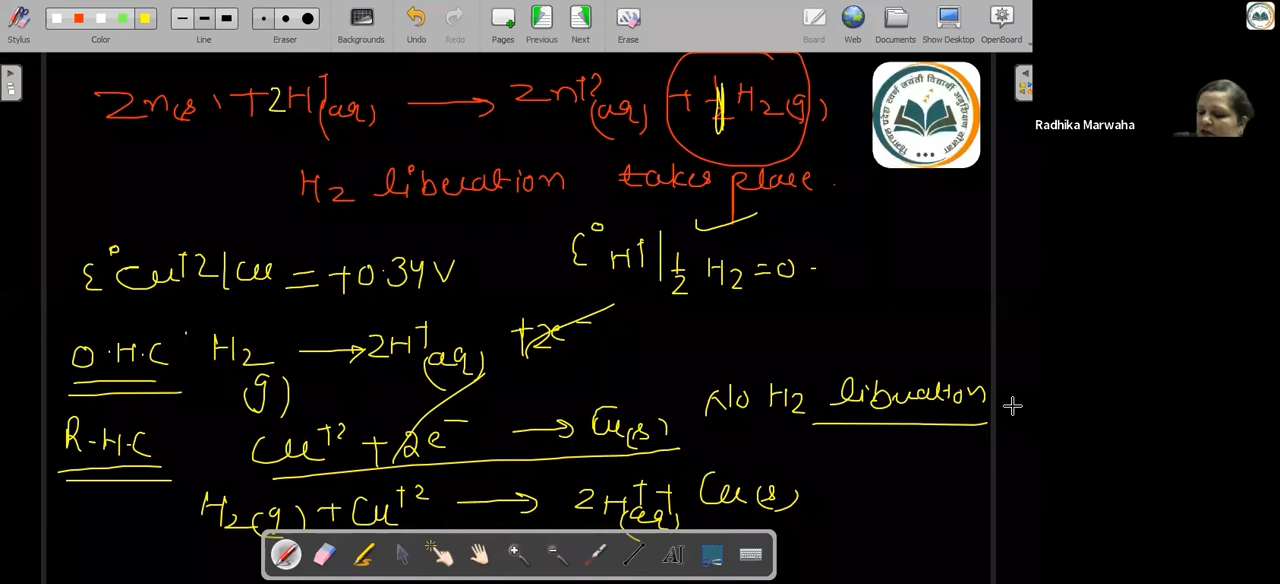 Stylus Color Line Eraser Backgrounds Undo Redo Pages Previous Next Erase Board Web Documents Show Desktop OpenBoard
Zn(s) + 2H+(aq) → Zn+2(aq) + H2(g)
H2 liberation takes place.
Radhika Marwaha
ε°Cu+2/Cu = +0.34V
ε°H+|1/2 H2 = 0
O.H.C H2(g) → 2H+(aq) +2e-
R.H.C Cu+2 + 2e- → Cu(s)
No H2 liberation
H2(g) + Cu+2 → 2H+(aq) + Cu(s)